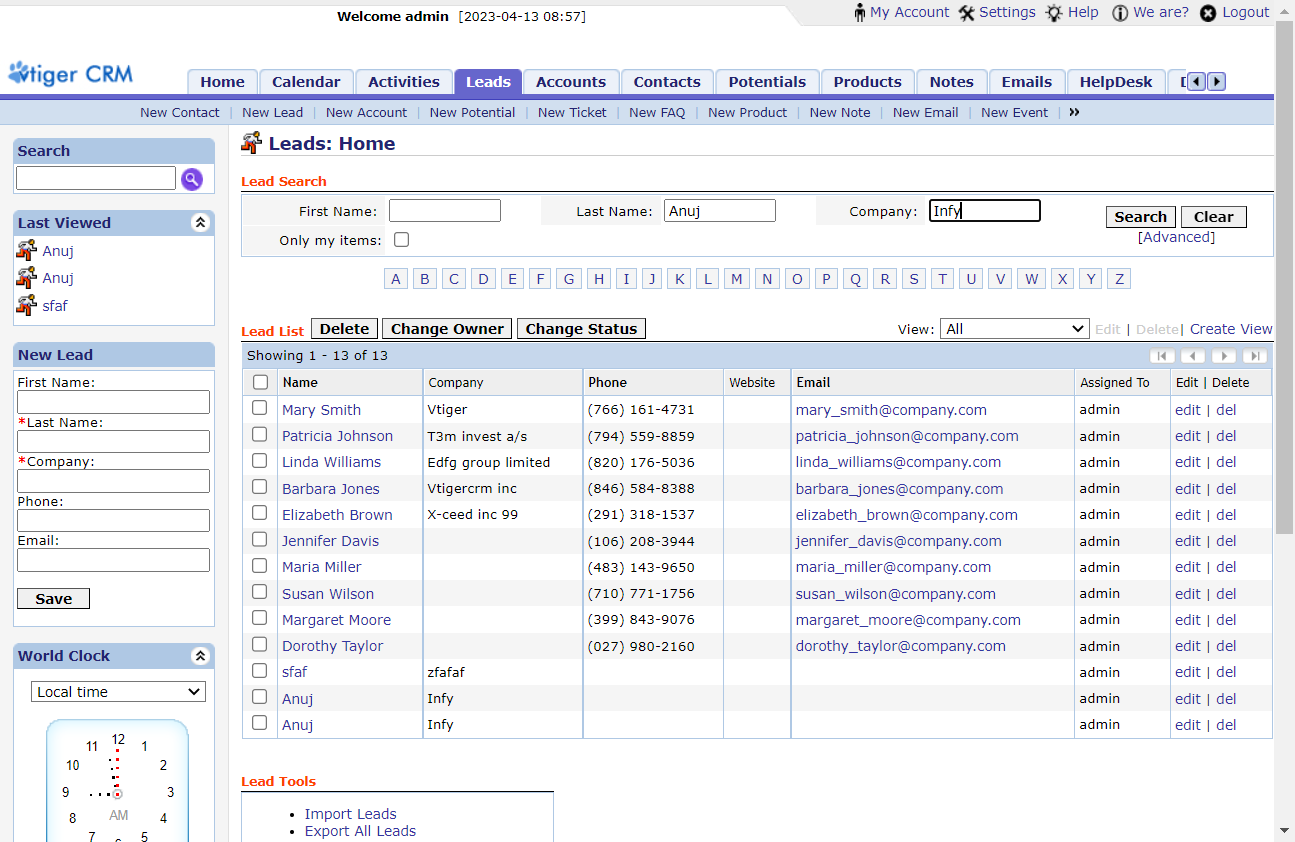 Welcome admin [2023-04-13 08:57]
My Account Settings Help We are? Logout
vtiger CRM
Home Calendar Activities Leads Accounts Contacts Potentials Products Notes Emails HelpDesk
New Contact | New Lead | New Account | New Potential | New Ticket | New FAQ | New Product | New Note | New Email | New Event | »
Search
Last Viewed
Anuj
Anuj
sfaf
New Lead
First Name:
*Last Name:
*Company:
Phone:
Email:
Save
World Clock
Local time
12
11 1
10 2
9 3
AM
8 4
7 5
Leads: Home
Lead Search
First Name: Last Name: Anuj Company: Infy Search Clear
Only my items: [Advanced]
A B C D E F G H I J K L M N O P Q R S T U V W X Y Z
Lead List Delete Change Owner Change Status View: All Edit | Delete| Create View
Showing 1 - 13 of 13
Name Company Phone Website Email Assigned To Edit | Delete
Mary Smith Vtiger (766) 161-4731 mary_smith@company.com admin edit | del
Patricia Johnson T3m invest a/s (794) 559-8859 patricia_johnson@company.com admin edit | del
Linda Williams Edfg group limited (820) 176-5036 linda_williams@company.com admin edit | del
Barbara Jones Vtigercrm inc (846) 584-8388 barbara_jones@company.com admin edit | del
Elizabeth Brown X-ceed inc 99 (291) 318-1537 elizabeth_brown@company.com admin edit | del
Jennifer Davis (106) 208-3944 jennifer_davis@company.com admin edit | del
Maria Miller (483) 143-9650 maria_miller@company.com admin edit | del
Susan Wilson (710) 771-1756 susan_wilson@company.com admin edit | del
Margaret Moore (399) 843-9076 margaret_moore@company.com admin edit | del
Dorothy Taylor (027) 980-2160 dorothy_taylor@company.com admin edit | del
sfaf zfafaf admin edit | del
Anuj Infy admin edit | del
Anuj Infy admin edit | del
Lead Tools
• Import Leads
• Export All Leads